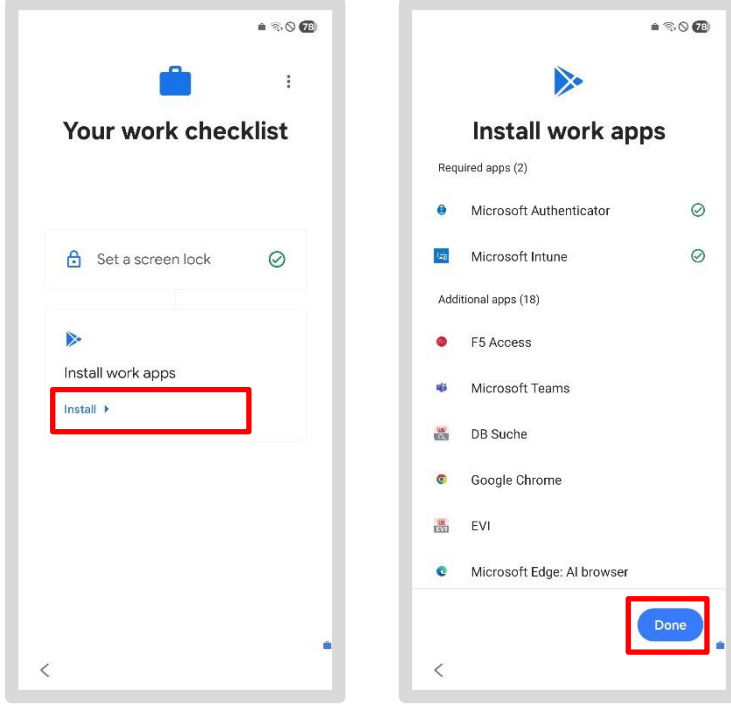 78
Your work checklist
Set a screen lock
Install work apps
Install
78
Install work apps
Required apps (2)
Microsoft Authenticator
Microsoft Intune
Additional apps (18)
F5 Access
Microsoft Teams
DB Suche
Google Chrome
EVI
EVI
Microsoft Edge: AI browser
Done